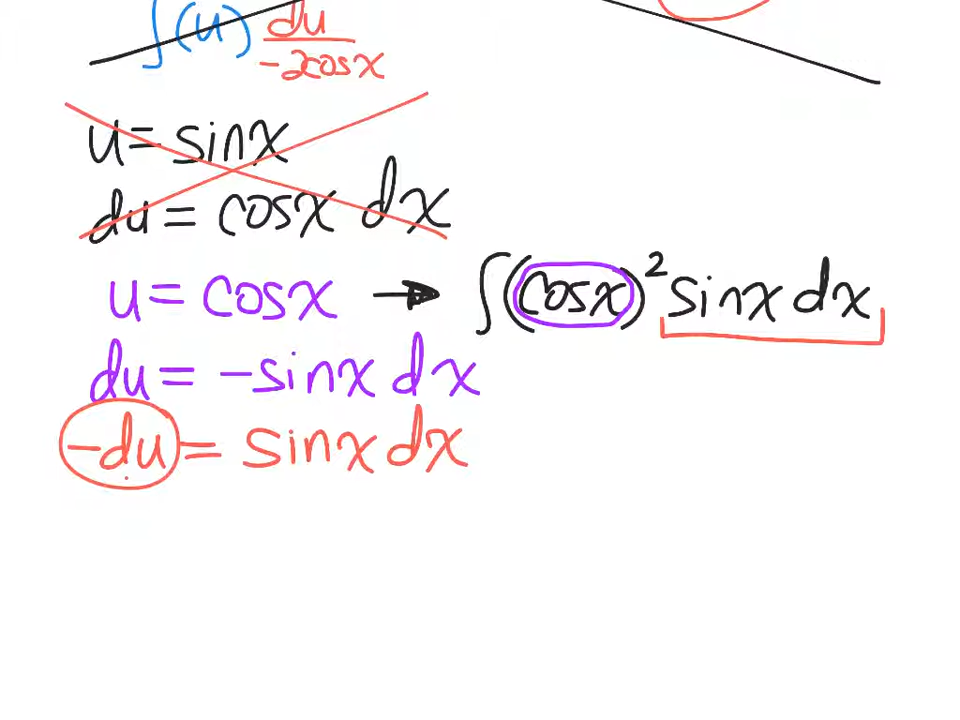 ∫(u) du/-2cosx
u = sinx
du = cosx dx
u = cosx → ∫(cosx)² sinx dx
du = -sinx dx
-du = sinx dx